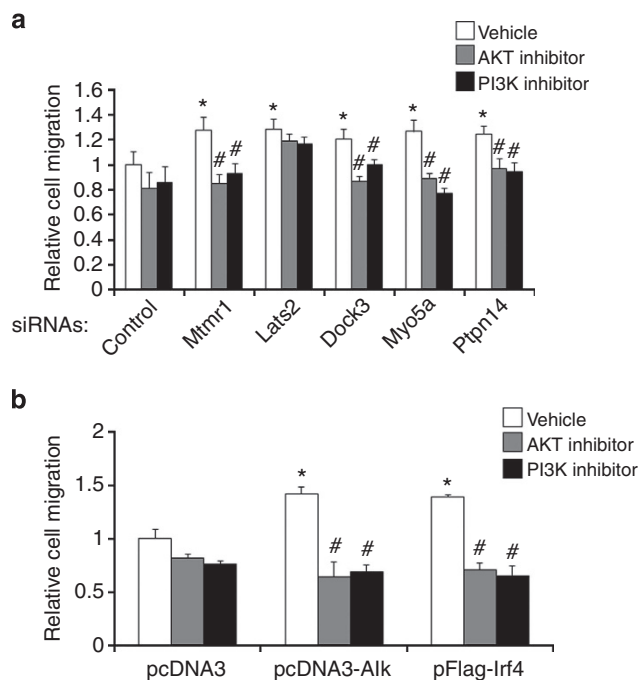 a
Vehicle
AKT inhibitor
PI3K inhibitor
Relative cell migration
1.6
1.4
1.2
1
0.8
0.6
0.4
0.2
0
* * * * *
# # # # # # # #
siRNAs:
Control
Mtmr1
Lats2
Dock3
Myo5a
Ptpn14
b
Vehicle
AKT inhibitor
PI3K inhibitor
Relative cell migration
2
1.5
1
0.5
0
* *
# # # #
pcDNA3
pcDNA3-Alk
pFlag-Irf4